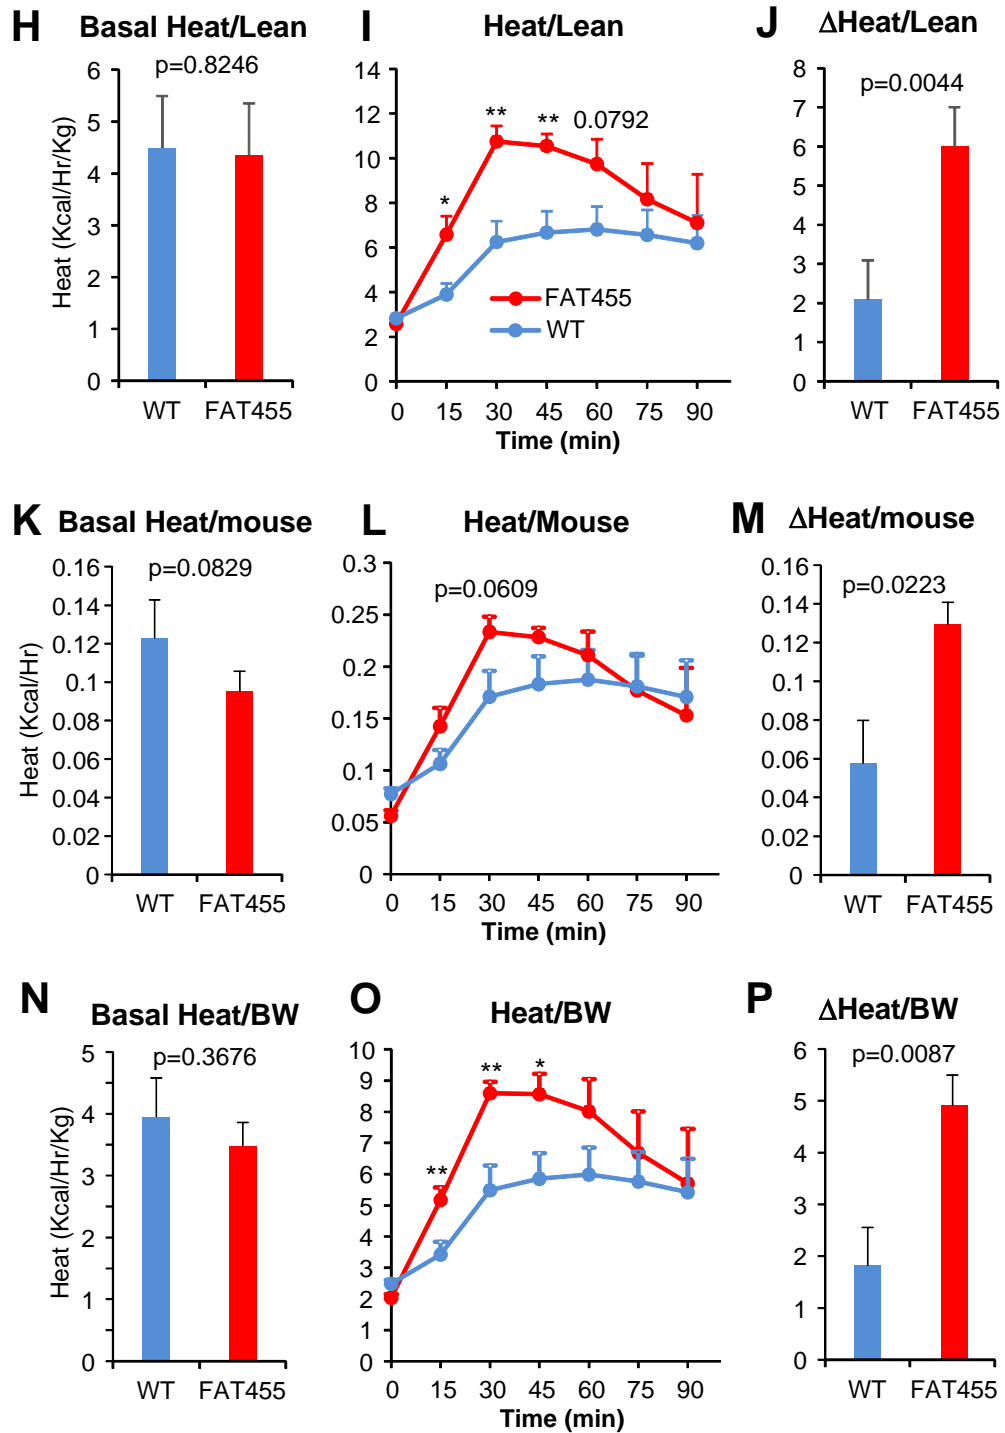 H Basal Heat/Lean
p=0.8246
Heat (Kcal/Hr/Kg)
6
5
4
3
2
1
0
WT FAT455
I Heat/Lean
14
12
10
8
6
4
2
0
* ** ** 0.0792
FAT455
WT
0 15 30 45 60 75 90
Time (min)
J ΔHeat/Lean
p=0.0044
8
7
6
5
4
3
2
1
0
WT FAT455
K Basal Heat/mouse
p=0.0829
Heat (Kcal/Hr)
0.16
0.14
0.12
0.1
0.08
0.06
0.04
0.02
0
WT FAT455
L Heat/Mouse
p=0.0609
0.3
0.25
0.2
0.15
0.1
0.05
0
0 15 30 45 60 75 90
Time (min)
M ΔHeat/mouse
p=0.0223
0.16
0.14
0.12
0.1
0.08
0.06
0.04
0.02
0
WT FAT455
N Basal Heat/BW
p=0.3676
Heat (Kcal/Hr/Kg)
5
4
3
2
1
0
WT FAT455
O Heat/BW
10
9
8
7
6
5
4
3
2
1
0
** ** *
0 15 30 45 60 75 90
Time (min)
P ΔHeat/BW
p=0.0087
6
5
4
3
2
1
0
WT FAT455